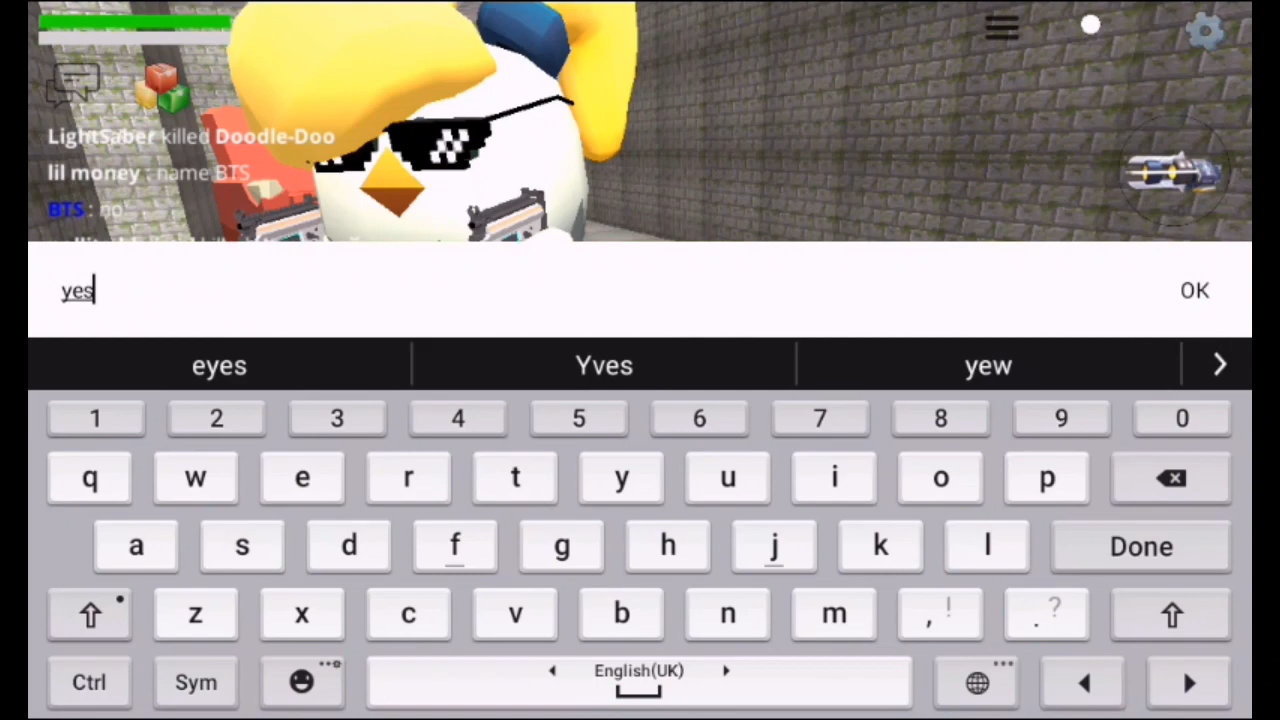 LightSaber killed Doodle-Doo
lil money : name BTS
BTS : no
yes
OK
eyes Yves yew
1 2 3 4 5 6 7 8 9 0
q w e r t y u i o p
a s d f g h j k l Done
z x c v b n m , ! . ?
Ctrl Sym English(UK)